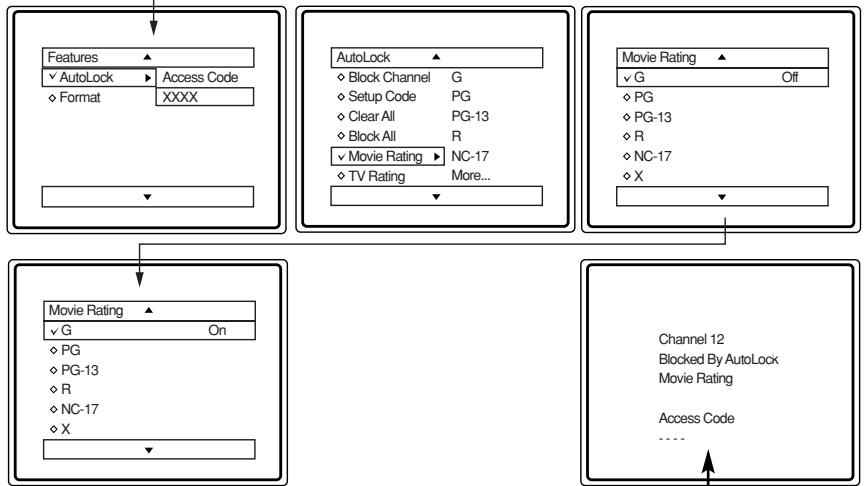 Features
AutoLock Access Code
Format XXXX
AutoLock
Block Channel G
Setup Code PG
Clear All PG-13
Block All R
Movie Rating NC-17
TV Rating More...
Movie Rating
G Off
PG
PG-13
R
NC-17
X
Movie Rating
G On
PG
PG-13
R
NC-17
X
Channel 12
Blocked By AutoLock
Movie Rating
Access Code
- - - -